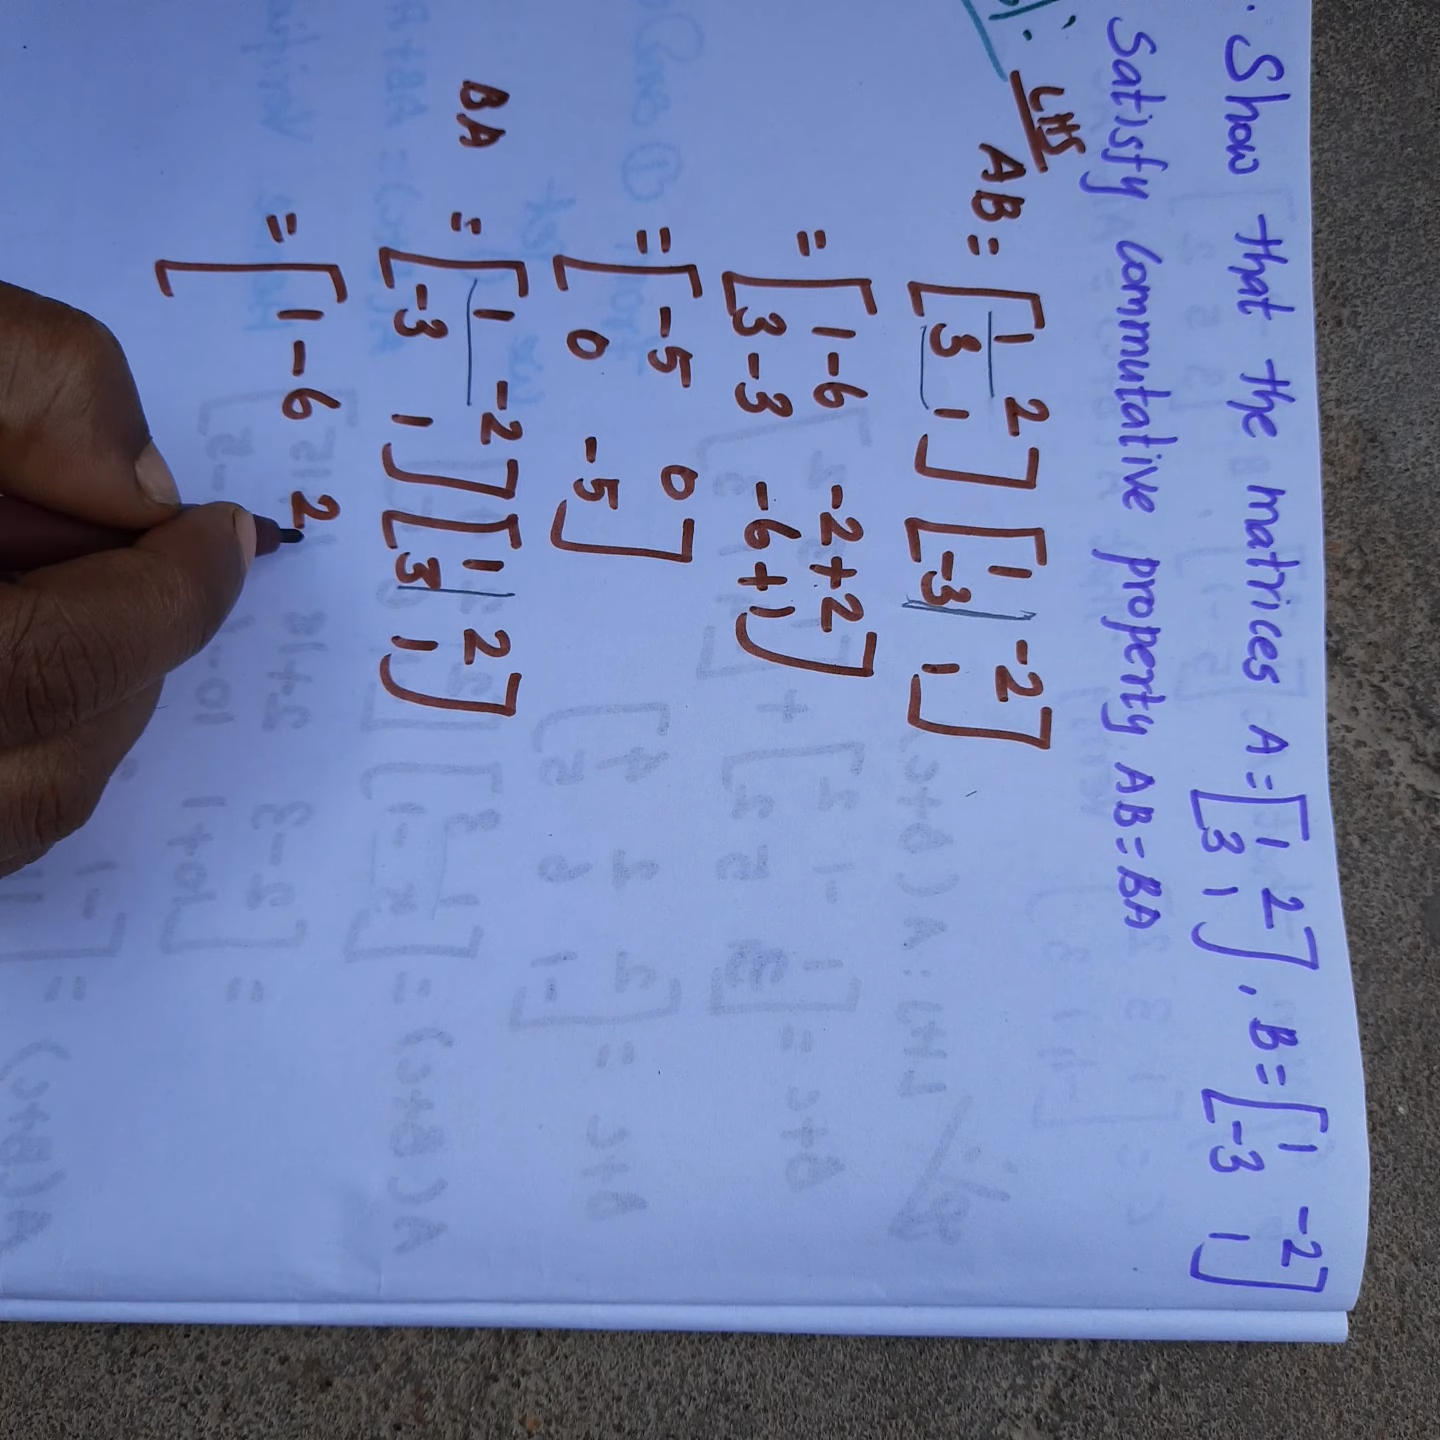 . Show that the matrices A = [1 2 3 1], B = [1 -2 -3 1]
Satisfy commutative property AB = BA
LHS
AB = [1 2
3 1] [1 -2
-3 1]
= [1-6 -2+2
3-3 -6+1]
= [-5 0
0 -5]
BA = [1 -2
-3 1] [1 2
3 1]
= [1-6 2